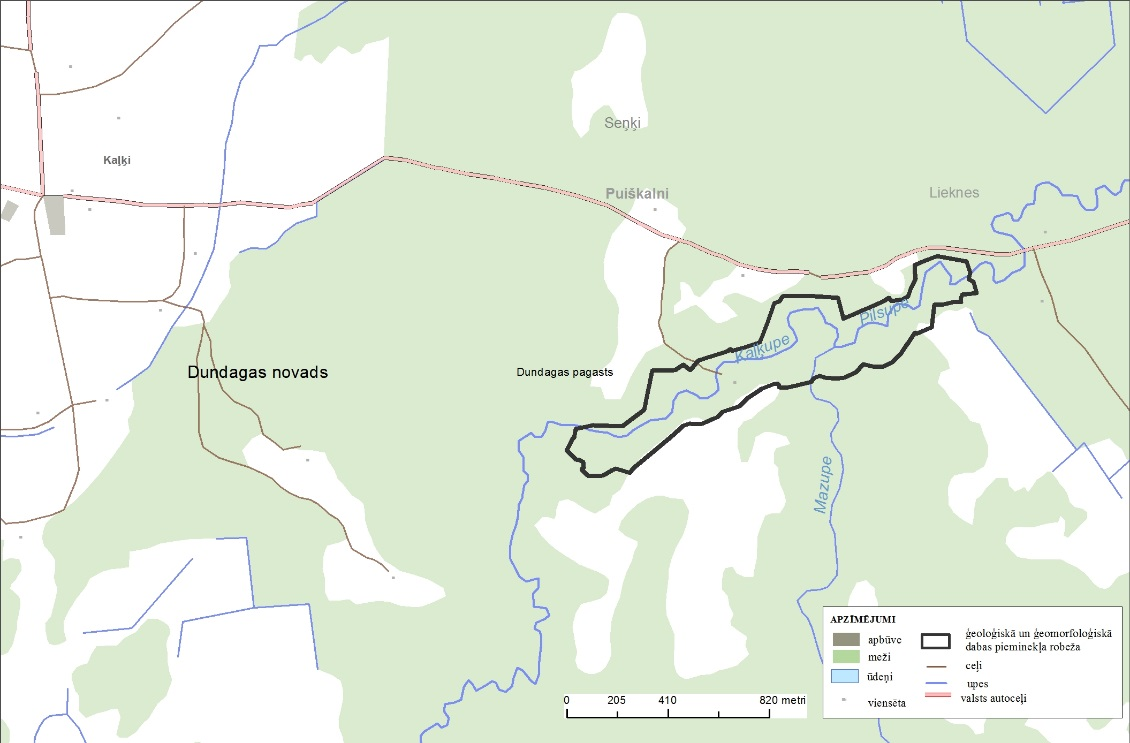 Seņķi
Kaļķi
Puiškalni
Lieknes
Pilsupe
Kaļķupe
Dundagas novads
Dundagas pagasts
Mazupe
0 205 410 820 metri
APZĪMĒJUMI
apbūve
meži
ūdeņi
viensēta
ģeoloģiskā un ģeomorfoloģiskā
dabas pieminekļa robeža
ceļi
upes
valsts autoceļi